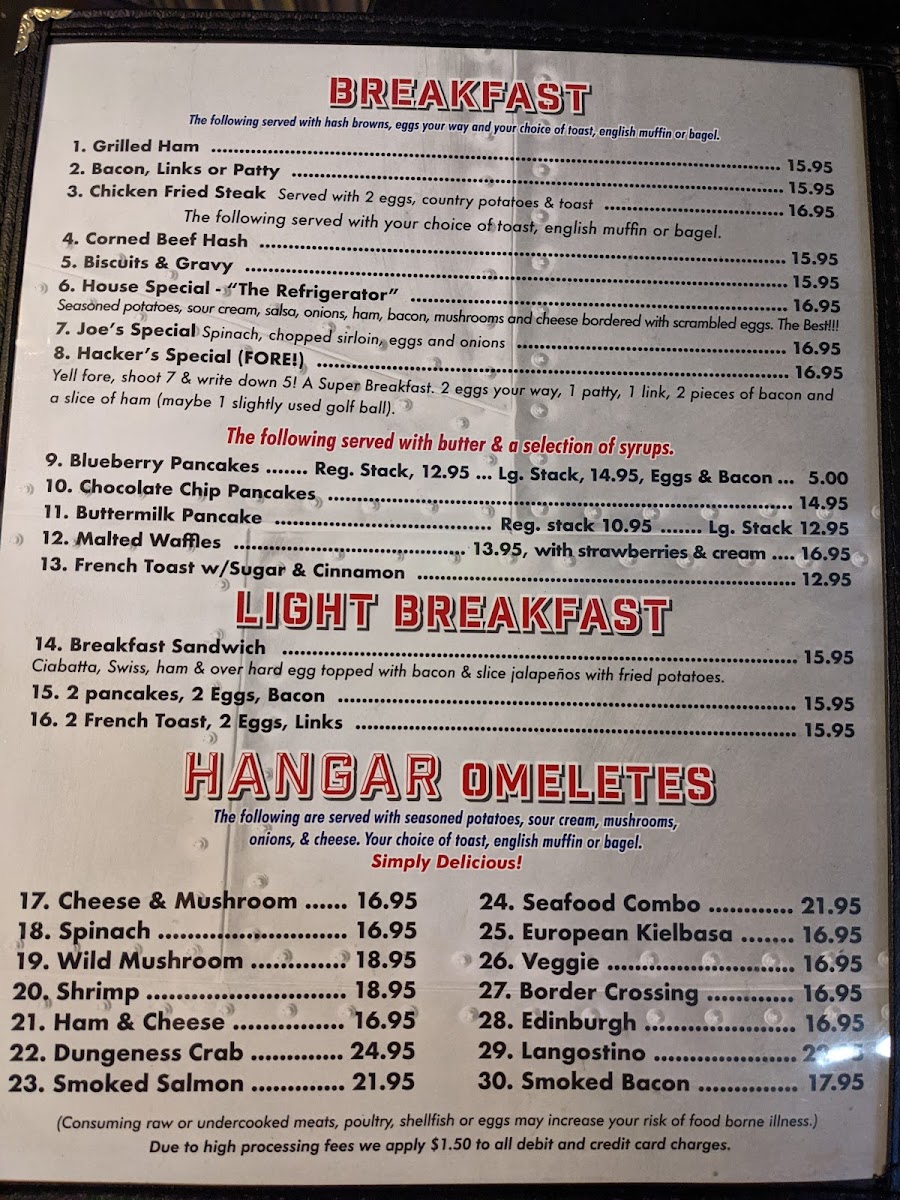 BREAKFAST
The following served with hash browns, eggs your way and your choice of toast, english muffin or bagel.
1. Grilled Ham ........ 15.95
2. Bacon, Links or Patty ........ 15.95
3. Chicken Fried Steak Served with 2 eggs, country potatoes & toast ........ 16.95
The following served with your choice of toast, english muffin or bagel.
4. Corned Beef Hash ........ 15.95
5. Biscuits & Gravy ........ 15.95
6. House Special - “The Refrigerator” ........ 16.95
Seasoned potatoes, sour cream, salsa, onions, ham, bacon, mushrooms and cheese bordered with scrambled eggs. The Best!!!
7. Joe’s Special Spinach, chopped sirloin, eggs and onions ........ 16.95
8. Hacker’s Special (FORE!) ........ 16.95
Yell fore, shoot 7 & write down 5! A Super Breakfast. 2 eggs your way, 1 patty, 1 link, 2 pieces of bacon and
a slice of ham (maybe 1 slightly used golf ball).
The following served with butter & a selection of syrups.
9. Blueberry Pancakes ....... Reg. Stack, 12.95 ... Lg. Stack, 14.95, Eggs & Bacon ... 5.00
10. Chocolate Chip Pancakes ........ 14.95
11. Buttermilk Pancake ........ Reg. stack 10.95 ....... Lg. Stack 12.95
12. Malted Waffles ........ 13.95, with strawberries & cream .... 16.95
13. French Toast w/Sugar & Cinnamon ........ 12.95
LIGHT BREAKFAST
14. Breakfast Sandwich ........ 15.95
Ciabatta, Swiss, ham & over hard egg topped with bacon & slice jalapeños with fried potatoes.
15. 2 pancakes, 2 Eggs, Bacon ........ 15.95
16. 2 French Toast, 2 Eggs, Links ........ 15.95
HANGAR OMELETES
The following are served with seasoned potatoes, sour cream, mushrooms,
onions, & cheese. Your choice of toast, english muffin or bagel.
Simply Delicious!
17. Cheese & Mushroom ...... 16.95
18. Spinach ........ 16.95
19. Wild Mushroom ........ 18.95
20. Shrimp ........ 18.95
21. Ham & Cheese ........ 16.95
22. Dungeness Crab ........ 24.95
23. Smoked Salmon ........ 21.95
24. Seafood Combo ........ 21.95
25. European Kielbasa ....... 16.95
26. Veggie ........ 16.95
27. Border Crossing ........ 16.95
28. Edinburgh ........ 16.95
29. Langostino ........
30. Smoked Bacon ........ 17.95
(Consuming raw or undercooked meats, poultry, shellfish or eggs may increase your risk of food borne illness.)
Due to high processing fees we apply $1.50 to all debit and credit card charges.